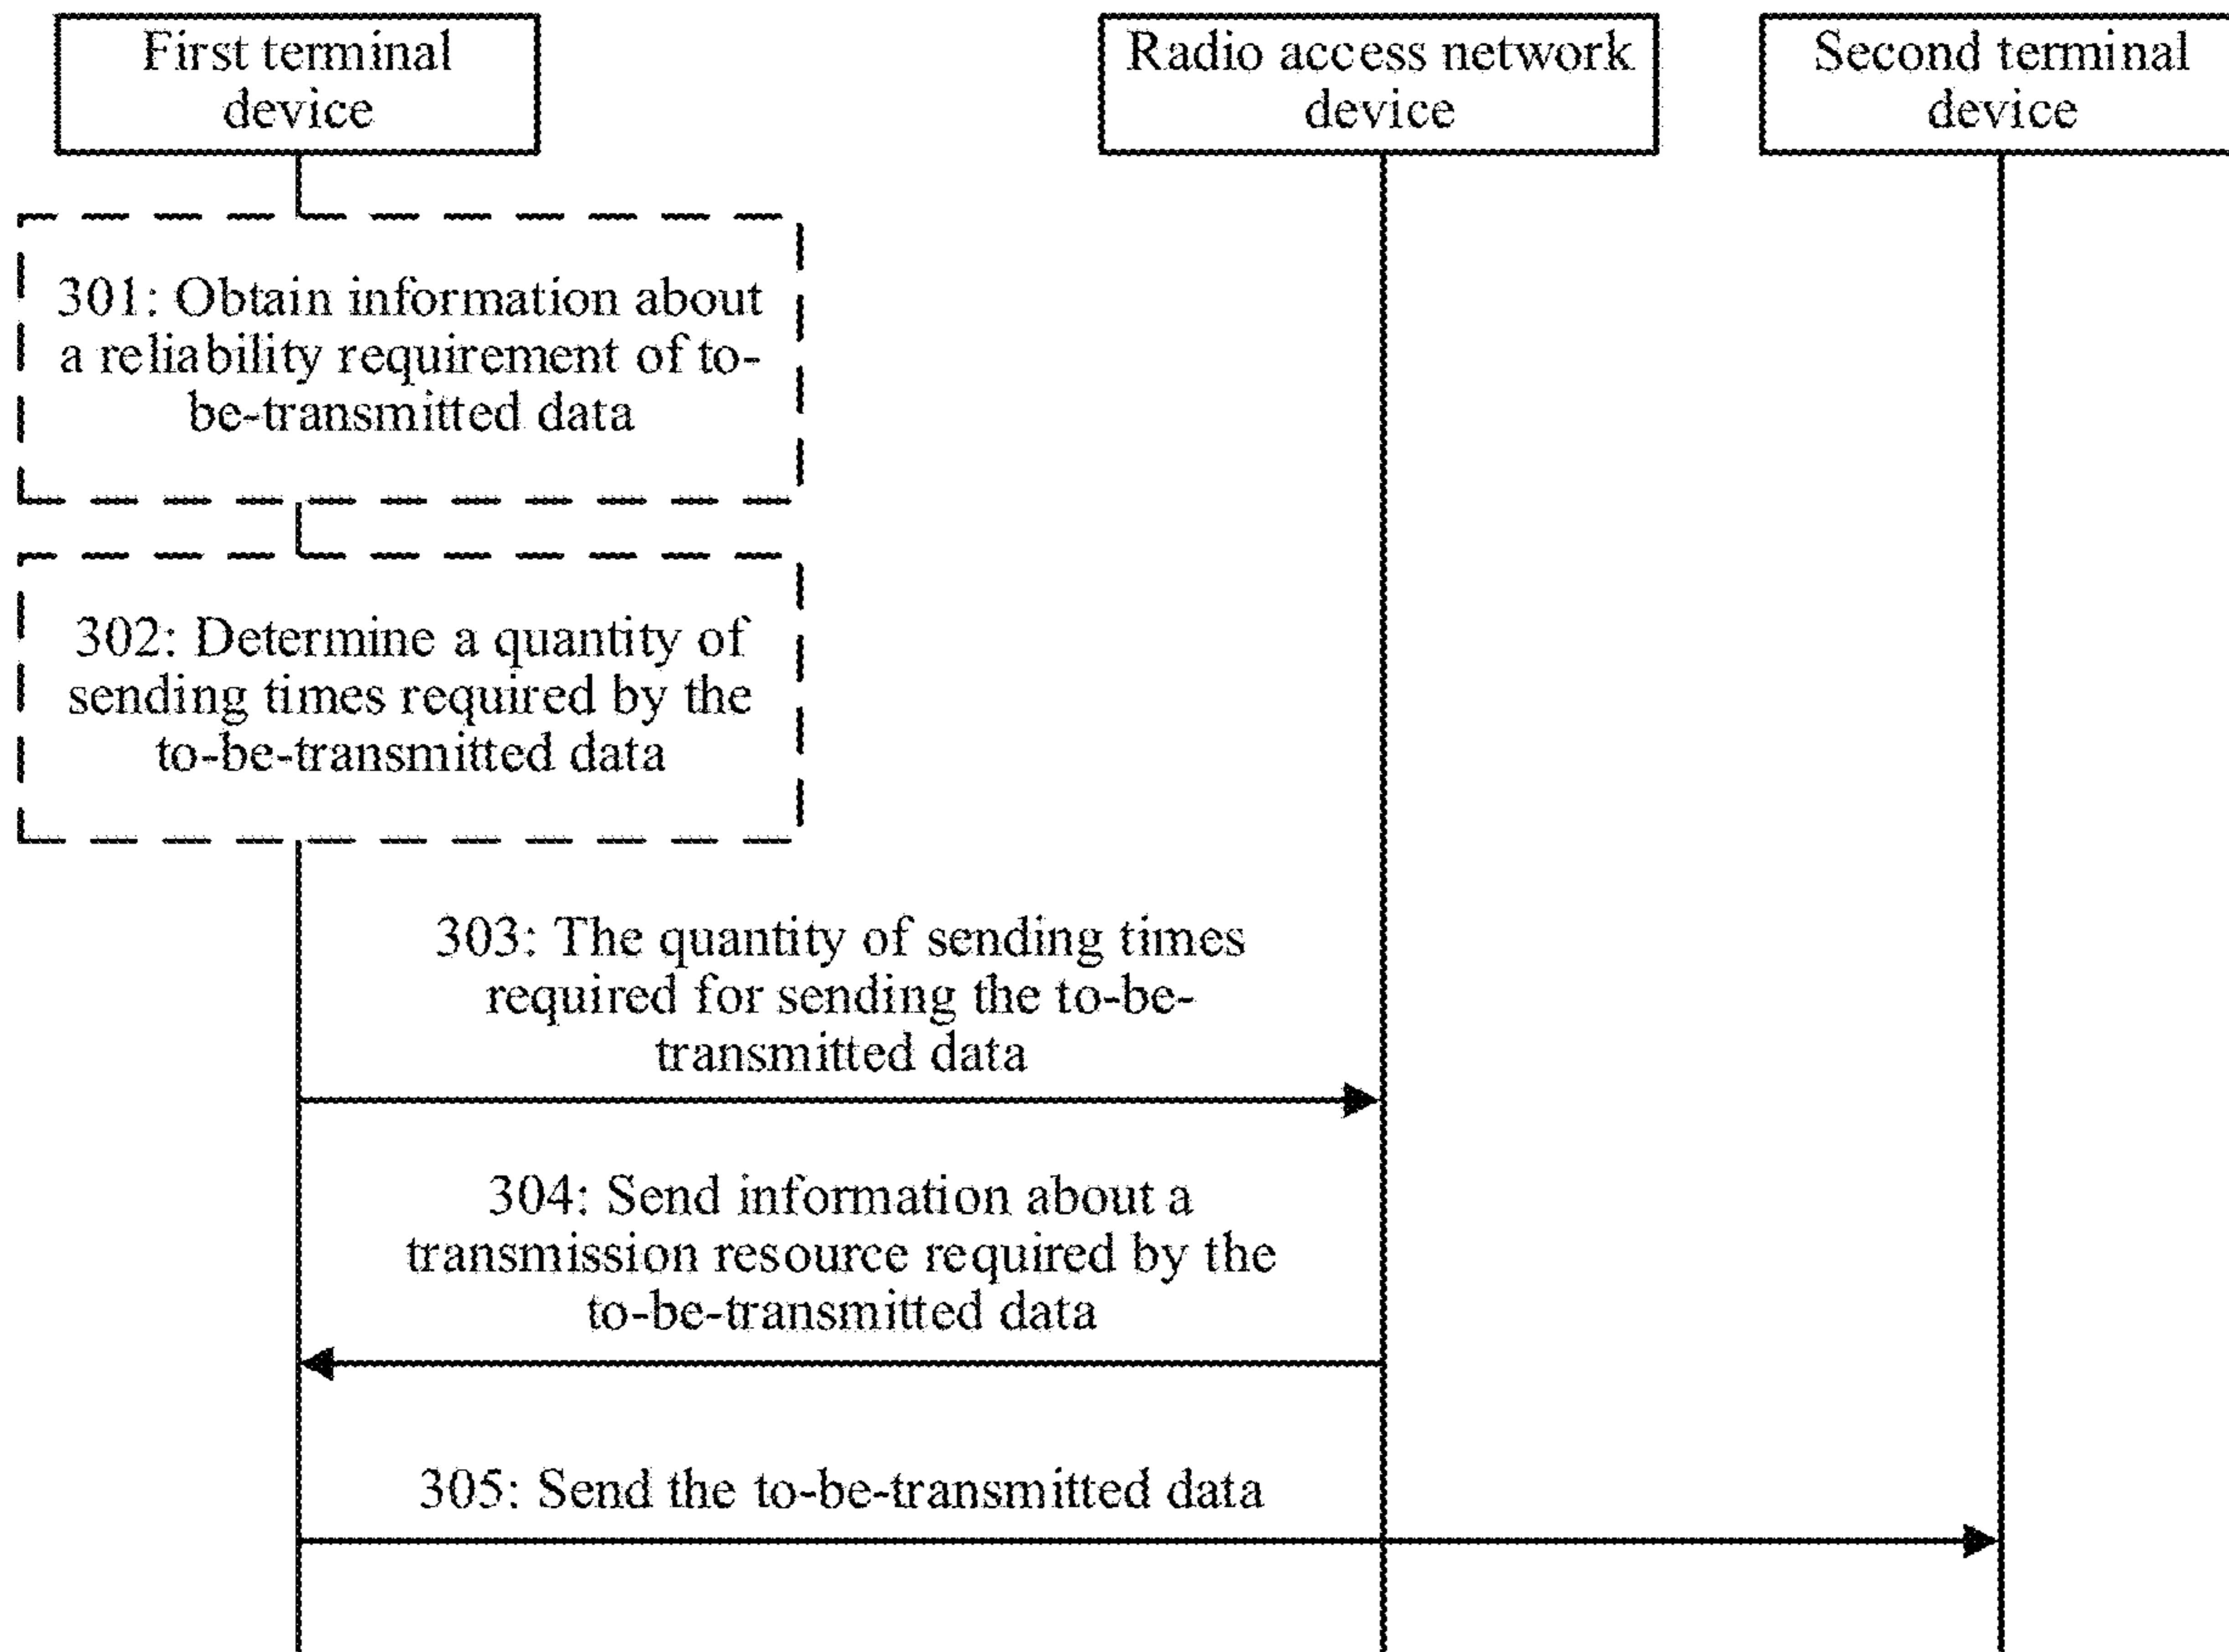 First terminal
device
Radio access network
device
Second terminal
device
301: Obtain information about
a reliability requirement of to-
be-transmitted data
302: Determine a quantity of
sending times required by the
to-be-transmitted data
303: The quantity of sending times
required for sending the to-be-
transmitted data
304: Send information about a
transmission resource required by the
to-be-transmitted data
305: Send the to-be-transmitted data